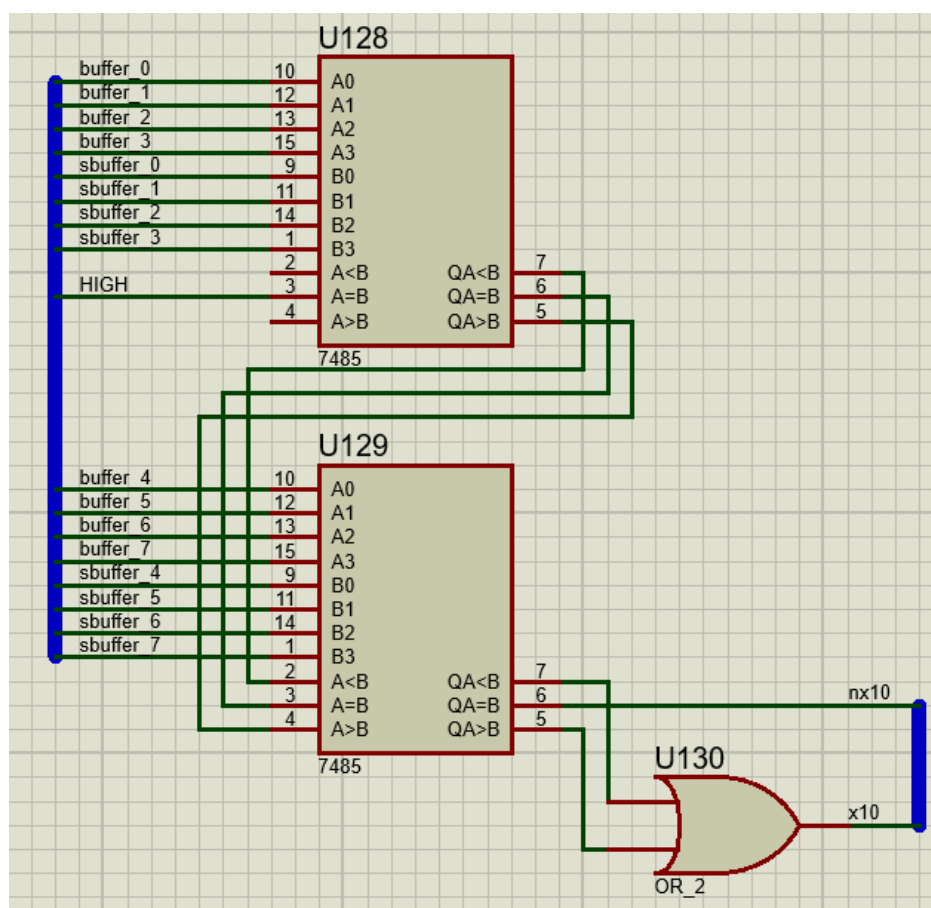 U128
buffer_0 10 A0
buffer_1 12 A1
buffer_2 13 A2
buffer_3 15 A3
sbuffer_0 9 B0
sbuffer_1 11 B1
sbuffer_2 14 B2
sbuffer_3 1 B3
2 A<B QA<B 7
HIGH 3 A=B QA=B 6
4 A>B QA>B 5
7485
U129
buffer_4 10 A0
buffer_5 12 A1
buffer_6 13 A2
buffer_7 15 A3
sbuffer_4 9 B0
sbuffer_5 11 B1
sbuffer_6 14 B2
sbuffer_7 1 B3
2 A<B QA<B 7
3 A=B QA=B 6 nx10
4 A>B QA>B 5
7485
U130
x10
OR_2